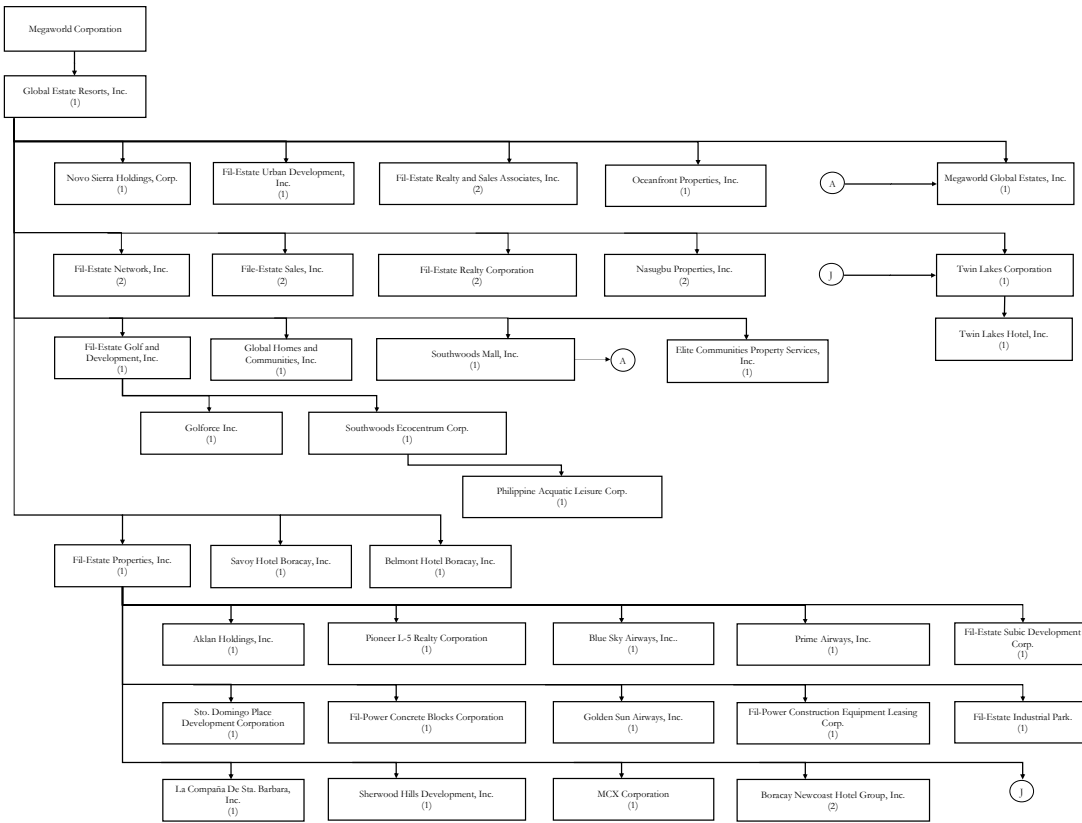 Megaworld Corporation
Global Estate Resorts, Inc.
(1)
Novo Sierra Holdings, Corp.
(1)
Fil-Estate Urban Development,
Inc.
(1)
Fil-Estate Realty and Sales Associates, Inc.
(2)
Oceanfront Properties, Inc.
(1)
A
Megaworld Global Estates, Inc.
(1)
Fil-Estate Network, Inc.
(2)
File-Estate Sales, Inc.
(2)
Fil-Estate Realty Corporation
(2)
Nasugbu Properties, Inc.
(2)
J
Twin Lakes Corporation
(1)
Twin Lakes Hotel, Inc.
(1)
Fil-Estate Golf and
Development, Inc.
(1)
Global Homes and
Communities, Inc.
(1)
Southwoods Mall, Inc.
(1)
A
Elite Communities Property Services,
Inc.
(1)
Golforce Inc.
(1)
Southwoods Ecocentrum Corp.
(1)
Philippine Acquatic Leisure Corp.
(1)
Fil-Estate Properties, Inc.
(1)
Savoy Hotel Boracay, Inc.
(1)
Belmont Hotel Boracay, Inc.
(1)
Aklan Holdings, Inc.
(1)
Pioneer L-5 Realty Corporation
(1)
Blue Sky Airways, Inc..
(1)
Prime Airways, Inc.
(1)
Fil-Estate Subic Development
Corp.
(1)
Sto. Domingo Place
Development Corporation
(1)
Fil-Power Concrete Blocks Corporation
(1)
Golden Sun Airways, Inc.
(1)
Fil-Power Construction Equipment Leasing
Corp.
(1)
Fil-Estate Industrial Park.
(1)
La Compaña De Sta. Barbara,
Inc.
(1)
Sherwood Hills Development, Inc.
(1)
MCX Corporation
(1)
Boracay Newcoast Hotel Group, Inc.
(2)
J